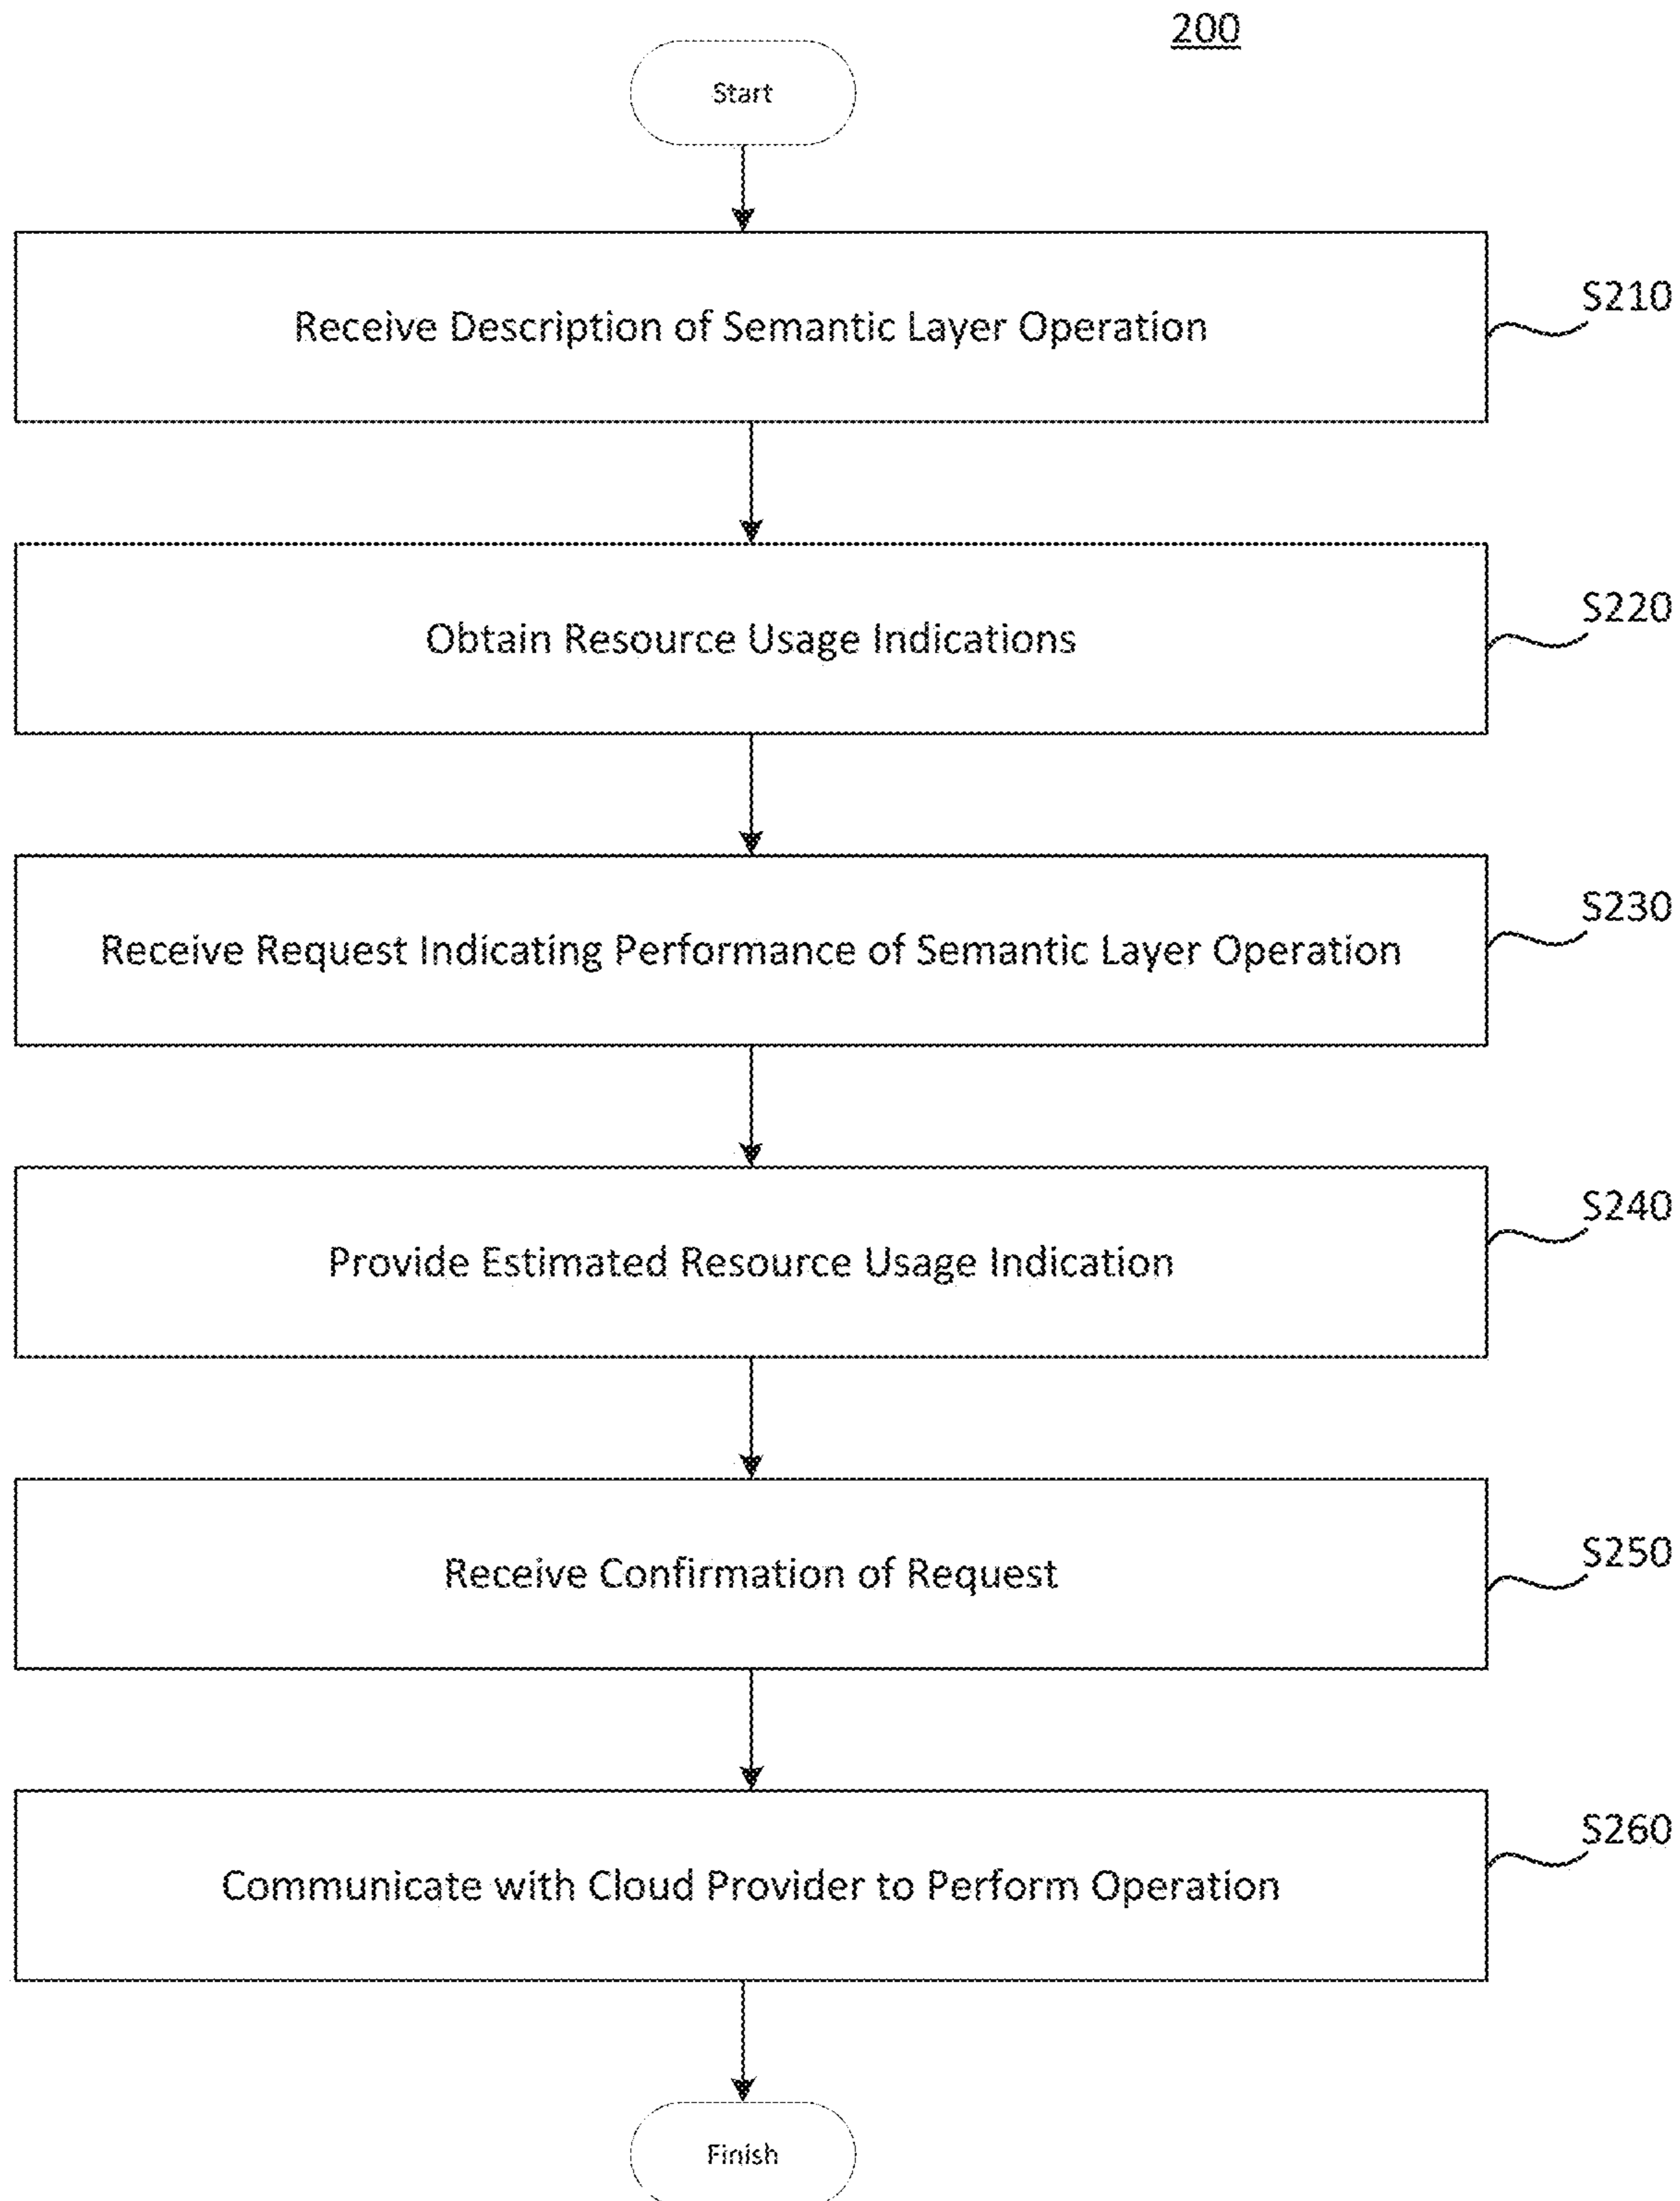 200
Start
Receive Description of Semantic Layer Operation
S210
Obtain Resource Usage Indications
S220
Receive Request Indicating Performance of Semantic Layer Operation
S230
Provide Estimated Resource Usage Indication
S240
Receive Confirmation of Request
S250
Communicate with Cloud Provider to Perform Operation
S260
Finish